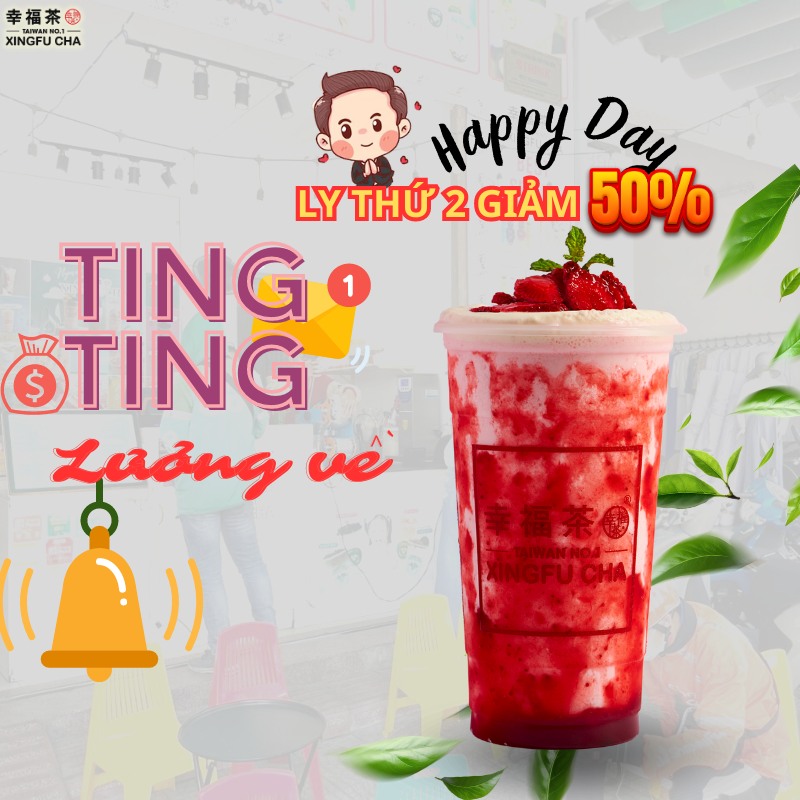 幸福茶
TAIWAN NO.1
XINGFU CHA
Happy Day
LY THỨ 2 GIẢM 50%
TING
1
TING
$
Lưởng về
幸福茶
TAIWAN NO.1
XINGFU CHA